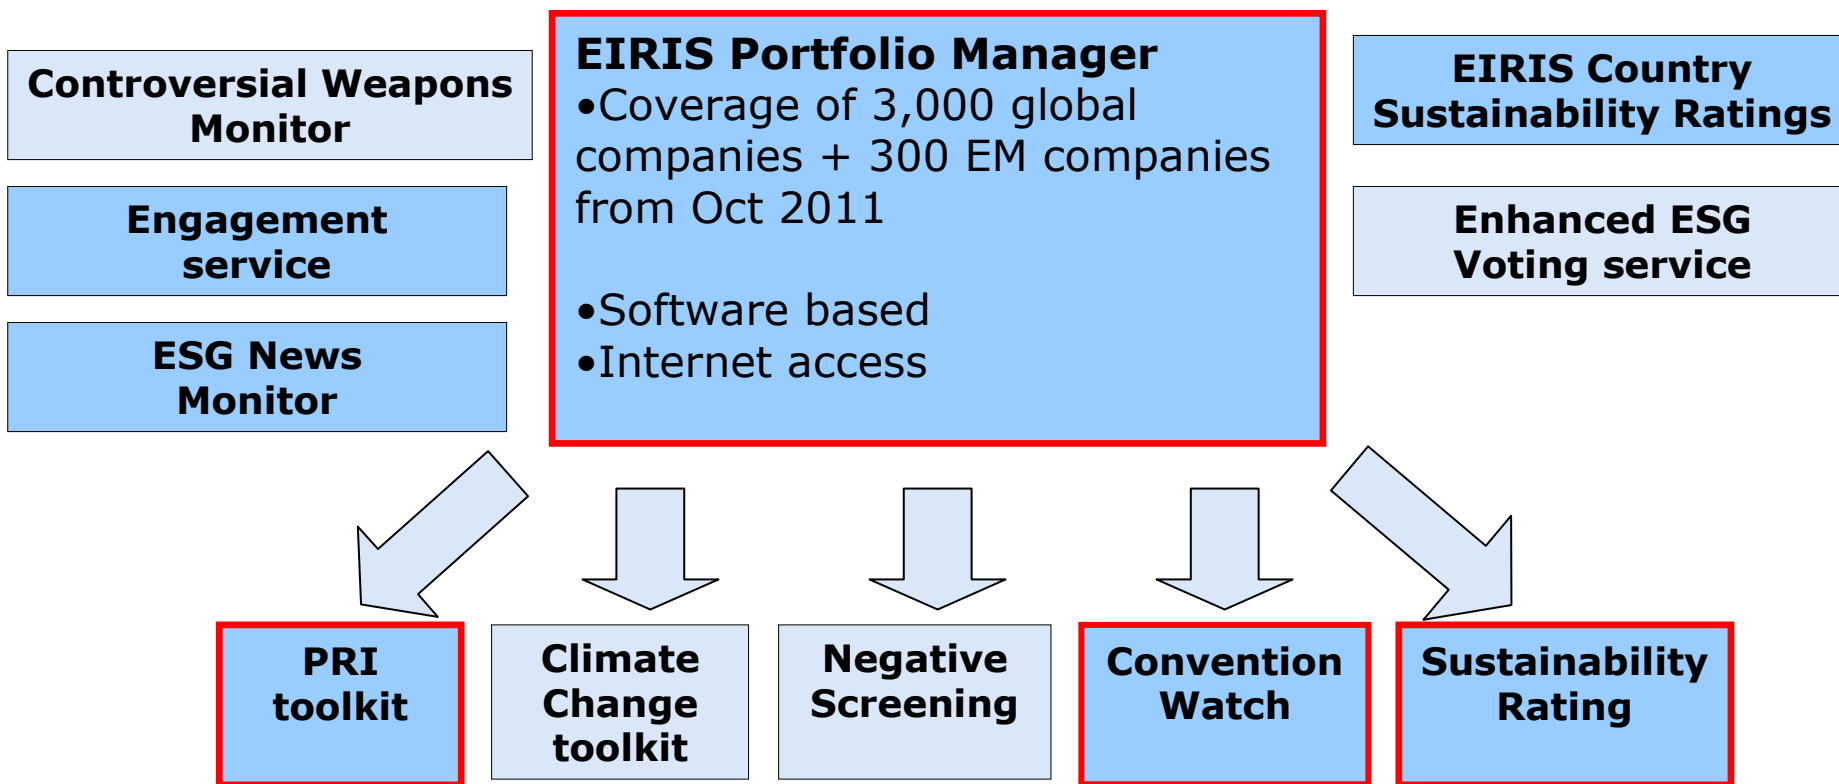 Controversial Weapons
Monitor
Engagement
service
ESG News
Monitor
EIRIS Portfolio Manager
•Coverage of 3,000 global
companies + 300 EM companies
from Oct 2011
•Software based
•Internet access
EIRIS Country
Sustainability Ratings
Enhanced ESG
Voting service
PRI
toolkit
Climate
Change
toolkit
Negative
Screening
Convention
Watch
Sustainability
Rating